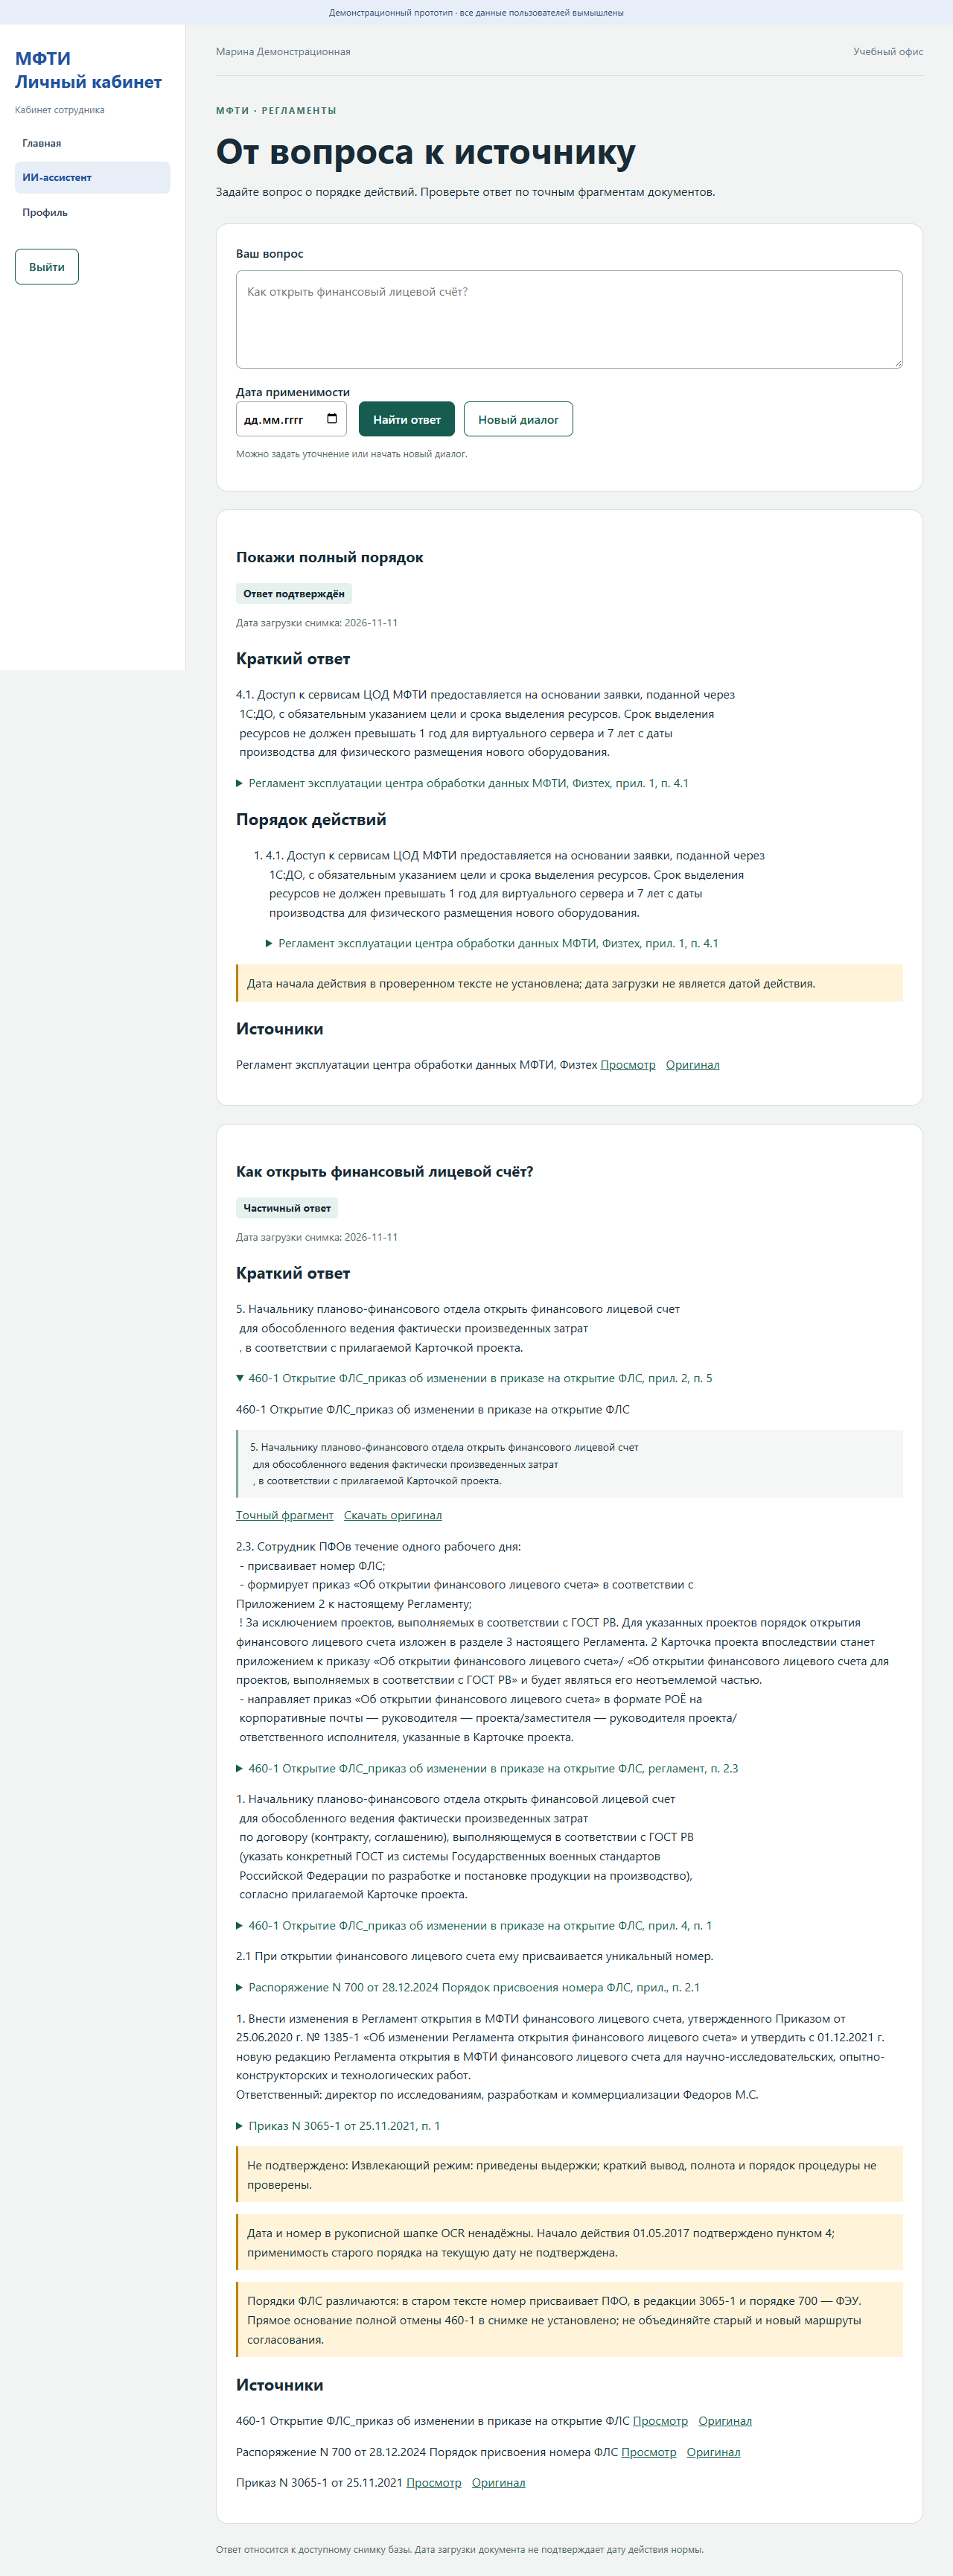 Демонстрационный прототип · все данные пользователей вымышлены
МФТИ
Личный кабинет
Кабинет сотрудника
Главная
ИИ-ассистент
Профиль
Выйти
Марина Демонстрационная
Учебный офис
МФТИ · РЕГЛАМЕНТЫ
От вопроса к источнику
Задайте вопрос о порядке действий. Проверьте ответ по точным фрагментам документов.
Ваш вопрос
Как открыть финансовый лицевой счёт?
Дата применимости
дд.мм.гггг
Найти ответ
Новый диалог
Можно задать уточнение или начать новый диалог.
Покажи полный порядок
Ответ подтверждён
Дата загрузки снимка: 2026-11-11
Краткий ответ
4.1. Доступ к сервисам ЦОД МФТИ предоставляется на основании заявки, поданной через
1С:ДО, с обязательным указанием цели и срока выделения ресурсов. Срок выделения
ресурсов не должен превышать 1 год для виртуального сервера и 7 лет с даты
производства для физического размещения нового оборудования.
Регламент эксплуатации центра обработки данных МФТИ, Физтех, прил. 1, п. 4.1
Порядок действий
1. 4.1. Доступ к сервисам ЦОД МФТИ предоставляется на основании заявки, поданной через
1С:ДО, с обязательным указанием цели и срока выделения ресурсов. Срок выделения
ресурсов не должен превышать 1 год для виртуального сервера и 7 лет с даты
производства для физического размещения нового оборудования.
Регламент эксплуатации центра обработки данных МФТИ, Физтех, прил. 1, п. 4.1
Дата начала действия в проверенном тексте не установлена; дата загрузки не является датой действия.
Источники
Регламент эксплуатации центра обработки данных МФТИ, Физтех Просмотр Оригинал
Как открыть финансовый лицевой счёт?
Частичный ответ
Дата загрузки снимка: 2026-11-11
Краткий ответ
5. Начальнику планово-финансового отдела открыть финансового лицевой счет
для обособленного ведения фактически произведенных затрат
, в соответствии с прилагаемой Карточкой проекта.
460-1 Открытие ФЛС_приказ об изменении в приказе на открытие ФЛС, прил. 2, п. 5
460-1 Открытие ФЛС_приказ об изменении в приказе на открытие ФЛС
5. Начальнику планово-финансового отдела открыть финансового лицевой счет
для обособленного ведения фактически произведенных затрат
, в соответствии с прилагаемой Карточкой проекта.
Точный фрагмент Скачать оригинал
2.3. Сотрудник ПФОв течение одного рабочего дня:
- присваивает номер ФЛС;
- формирует приказ «Об открытии финансового лицевого счета» в соответствии с
Приложением 2 к настоящему Регламенту;
! За исключением проектов, выполняемых в соответствии с ГОСТ РВ. Для указанных проектов порядок открытия
финансового лицевого счета изложен в разделе 3 настоящего Регламента. 2 Карточка проекта впоследствии станет
приложением к приказу «Об открытии финансового лицевого счета»/ «Об открытии финансового лицевого счета для
проектов, выполняемых в соответствии с ГОСТ РВ» и будет являться его неотъемлемой частью.
- направляет приказ «Об открытии финансового лицевого счета» в формате РОЁ на
корпоративные почты — руководителя — проекта/заместителя — руководителя проекта/
ответственного исполнителя, указанные в Карточке проекта.
460-1 Открытие ФЛС_приказ об изменении в приказе на открытие ФЛС, регламент, п. 2.3
1. Начальнику планово-финансового отдела открыть финансовой лицевой счет
для обособленного ведения фактически произведенных затрат
по договору (контракту, соглашению), выполняющемуся в соответствии с ГОСТ РВ
(указать конкретный ГОСТ из системы Государственных военных стандартов
Российской Федерации по разработке и постановке продукции на производство),
согласно прилагаемой Карточке проекта.
460-1 Открытие ФЛС_приказ об изменении в приказе на открытие ФЛС, прил. 4, п. 1
2.1 При открытии финансового лицевого счета ему присваивается уникальный номер.
Распоряжение N 700 от 28.12.2024 Порядок присвоения номера ФЛС, прил., п. 2.1
1. Внести изменения в Регламент открытия в МФТИ финансового лицевого счета, утвержденного Приказом от
25.06.2020 г. № 1385-1 «Об изменении Регламента открытия финансового лицевого счета» и утвердить с 01.12.2021 г.
новую редакцию Регламента открытия в МФТИ финансового лицевого счета для научно-исследовательских, опытно-
конструкторских и технологических работ.
Ответственный: директор по исследованиям, разработкам и коммерциализации Федоров М.С.
Приказ N 3065-1 от 25.11.2021, п. 1
Не подтверждено: Извлекающий режим: приведены выдержки; краткий вывод, полнота и порядок процедуры не
проверены.
Дата и номер в рукописной шапке OCR ненадёжны. Начало действия 01.05.2017 подтверждено пунктом 4;
применимость старого порядка на текущую дату не подтверждена.
Порядки ФЛС различаются: в старом тексте номер присваивает ПФО, в редакции 3065-1 и порядке 700 — ФЭУ.
Прямое основание полной отмены 460-1 в снимке не установлено; не объединяйте старый и новый маршруты
согласования.
Источники
460-1 Открытие ФЛС_приказ об изменении в приказе на открытие ФЛС Просмотр Оригинал
Распоряжение N 700 от 28.12.2024 Порядок присвоения номера ФЛС Просмотр Оригинал
Приказ N 3065-1 от 25.11.2021 Просмотр Оригинал
Ответ относится к доступному снимку базы. Дата загрузки документа не подтверждает дату действия нормы.